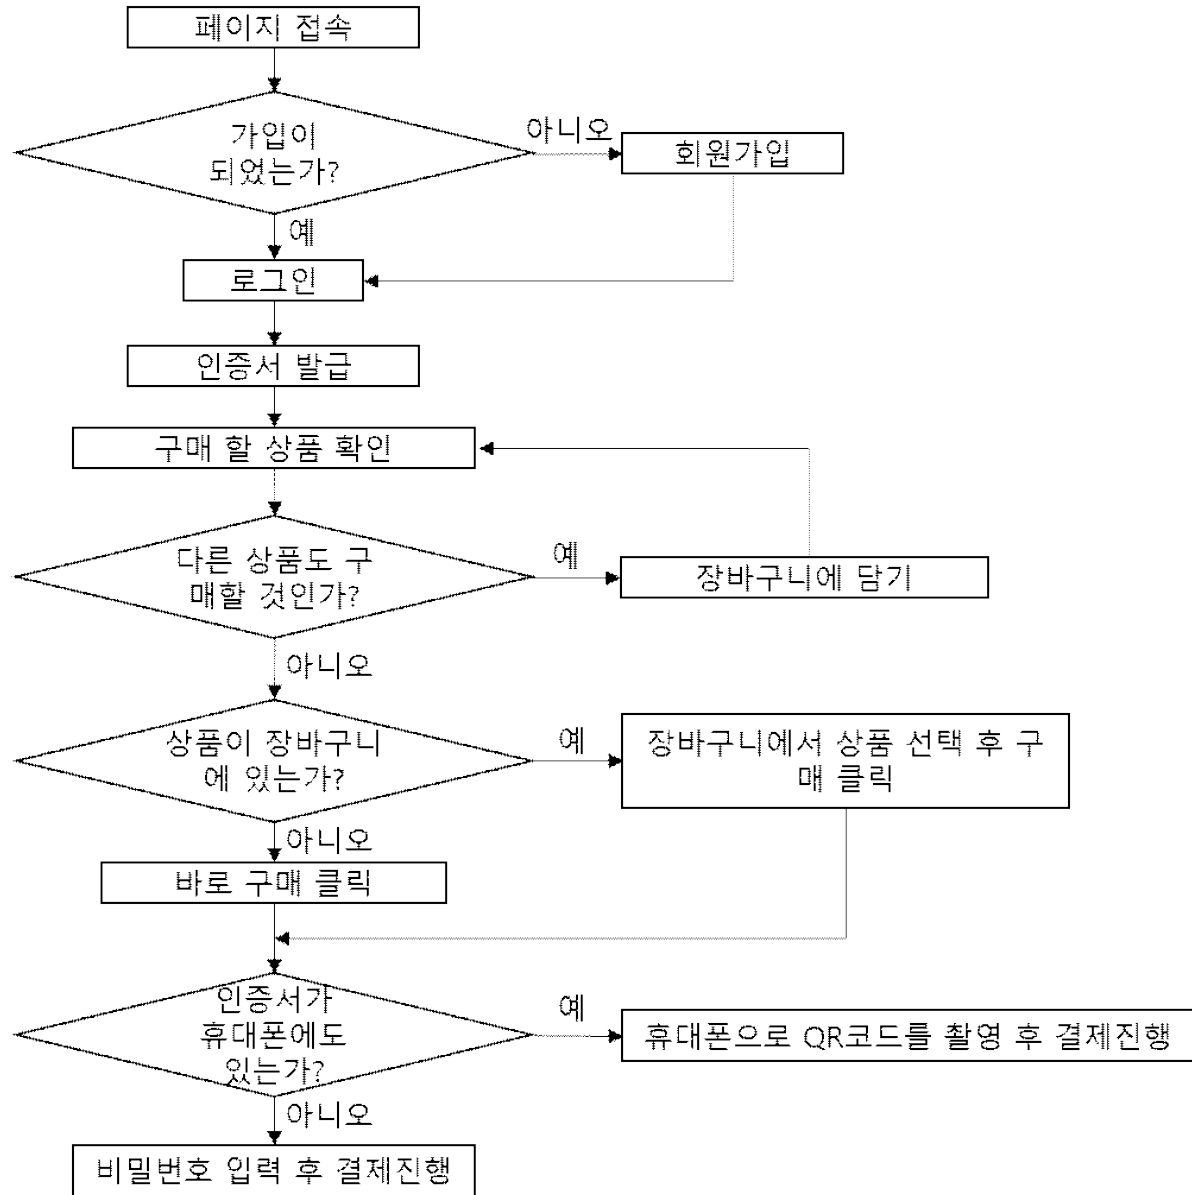 페이지 접속
가입이
되었는가?
아니오
회원가입
예
로그인
인증서 발급
구매 할 상품 확인
다른 상품도 구
매할 것인가?
예
장바구니에 담기
아니오
상품이 장바구니
에 있는가?
예
장바구니에서 상품 선택 후 구
매 클릭
아니오
바로 구매 클릭
인증서가
휴대폰에도
있는가?
예
휴대폰으로 QR코드를 촬영 후 결제진행
아니오
비밀번호 입력 후 결제진행